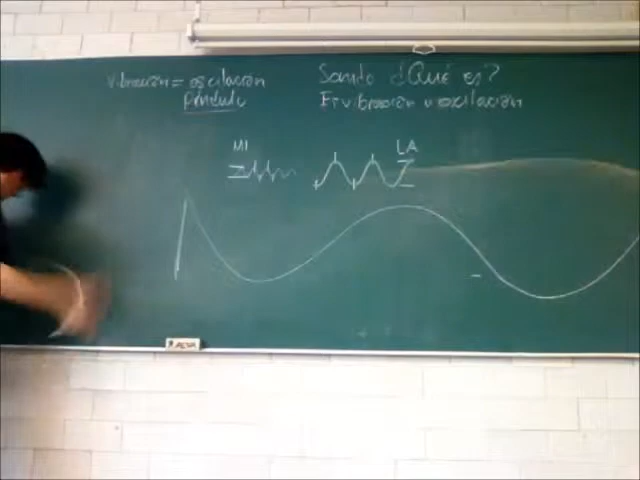 vibración = oscilación
péndulo
Sonido ¿Qué es?
Es vibración u oscilación
MI
LA